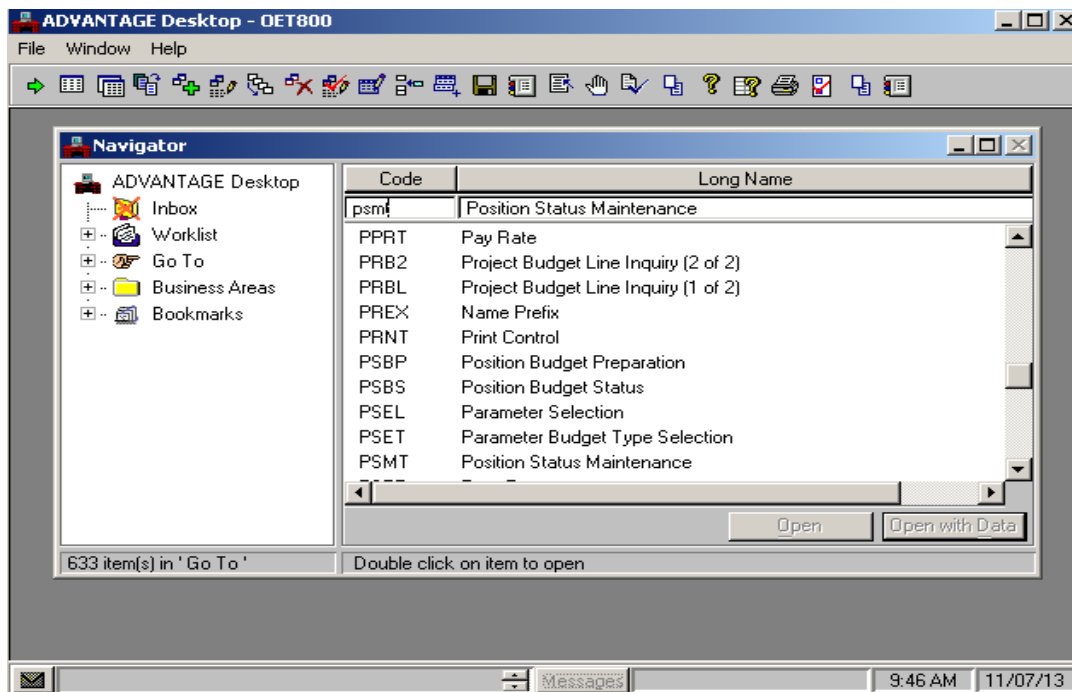 ADVANTAGE Desktop - OET800
File Window Help
Navigator
ADVANTAGE Desktop
Inbox
Worklist
Go To
Business Areas
Bookmarks
Code Long Name
psmt Position Status Maintenance
PPRT Pay Rate
PRB2 Project Budget Line Inquiry (2 of 2)
PRBL Project Budget Line Inquiry (1 of 2)
PREX Name Prefix
PRNT Print Control
PSBP Position Budget Preparation
PSBS Position Budget Status
PSEL Parameter Selection
PSET Parameter Budget Type Selection
PSMT Position Status Maintenance
Open Open with Data
633 item(s) in ' Go To ' Double click on item to open
Messages 9:46 AM 11/07/13